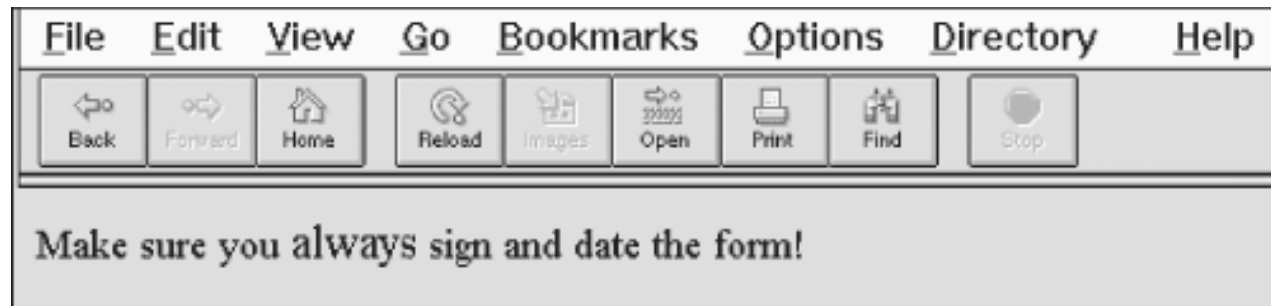 File Edit View Go Bookmarks Options Directory Help
Back Forward Home Reload Images Open Print Find Stop
Make sure you always sign and date the form!